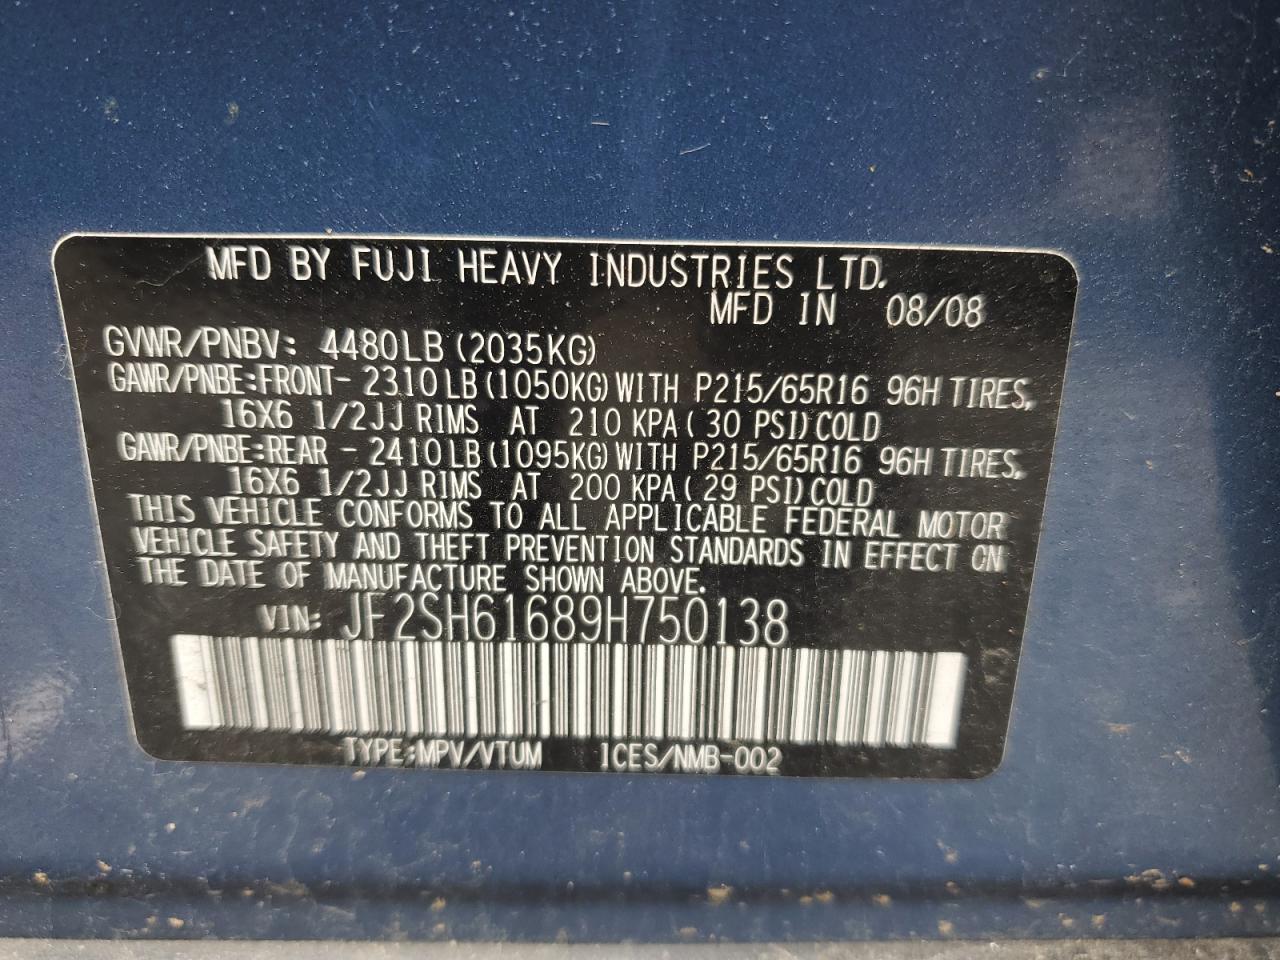 MFD BY FUJI HEAVY INDUSTRIES LTD.
MFD IN 08/08
GVWR/PNBV: 4480LB (2035KG)
GAWR/PNBE:FRONT- 2310LB (1050KG) WITH P215/65R16 96H TIRES,
16X6 1/2JJ RIMS AT 210 KPA ( 30 PSI) COLD
GAWR/PNBE:REAR - 2410LB (1095KG) WITH P215/65R16 96H TIRES,
16X6 1/2JJ RIMS AT 200 KPA ( 29 PSI) COLD
THIS VEHICLE CONFORMS TO ALL APPLICABLE FEDERAL MOTOR
VEHICLE SAFETY AND THEFT PREVENTION STANDARDS IN EFFECT ON
THE DATE OF MANUFACTURE SHOWN ABOVE.
VIN: JF2SH61689H750138
TYPE:MPV/VTUM ICES/NMB-002